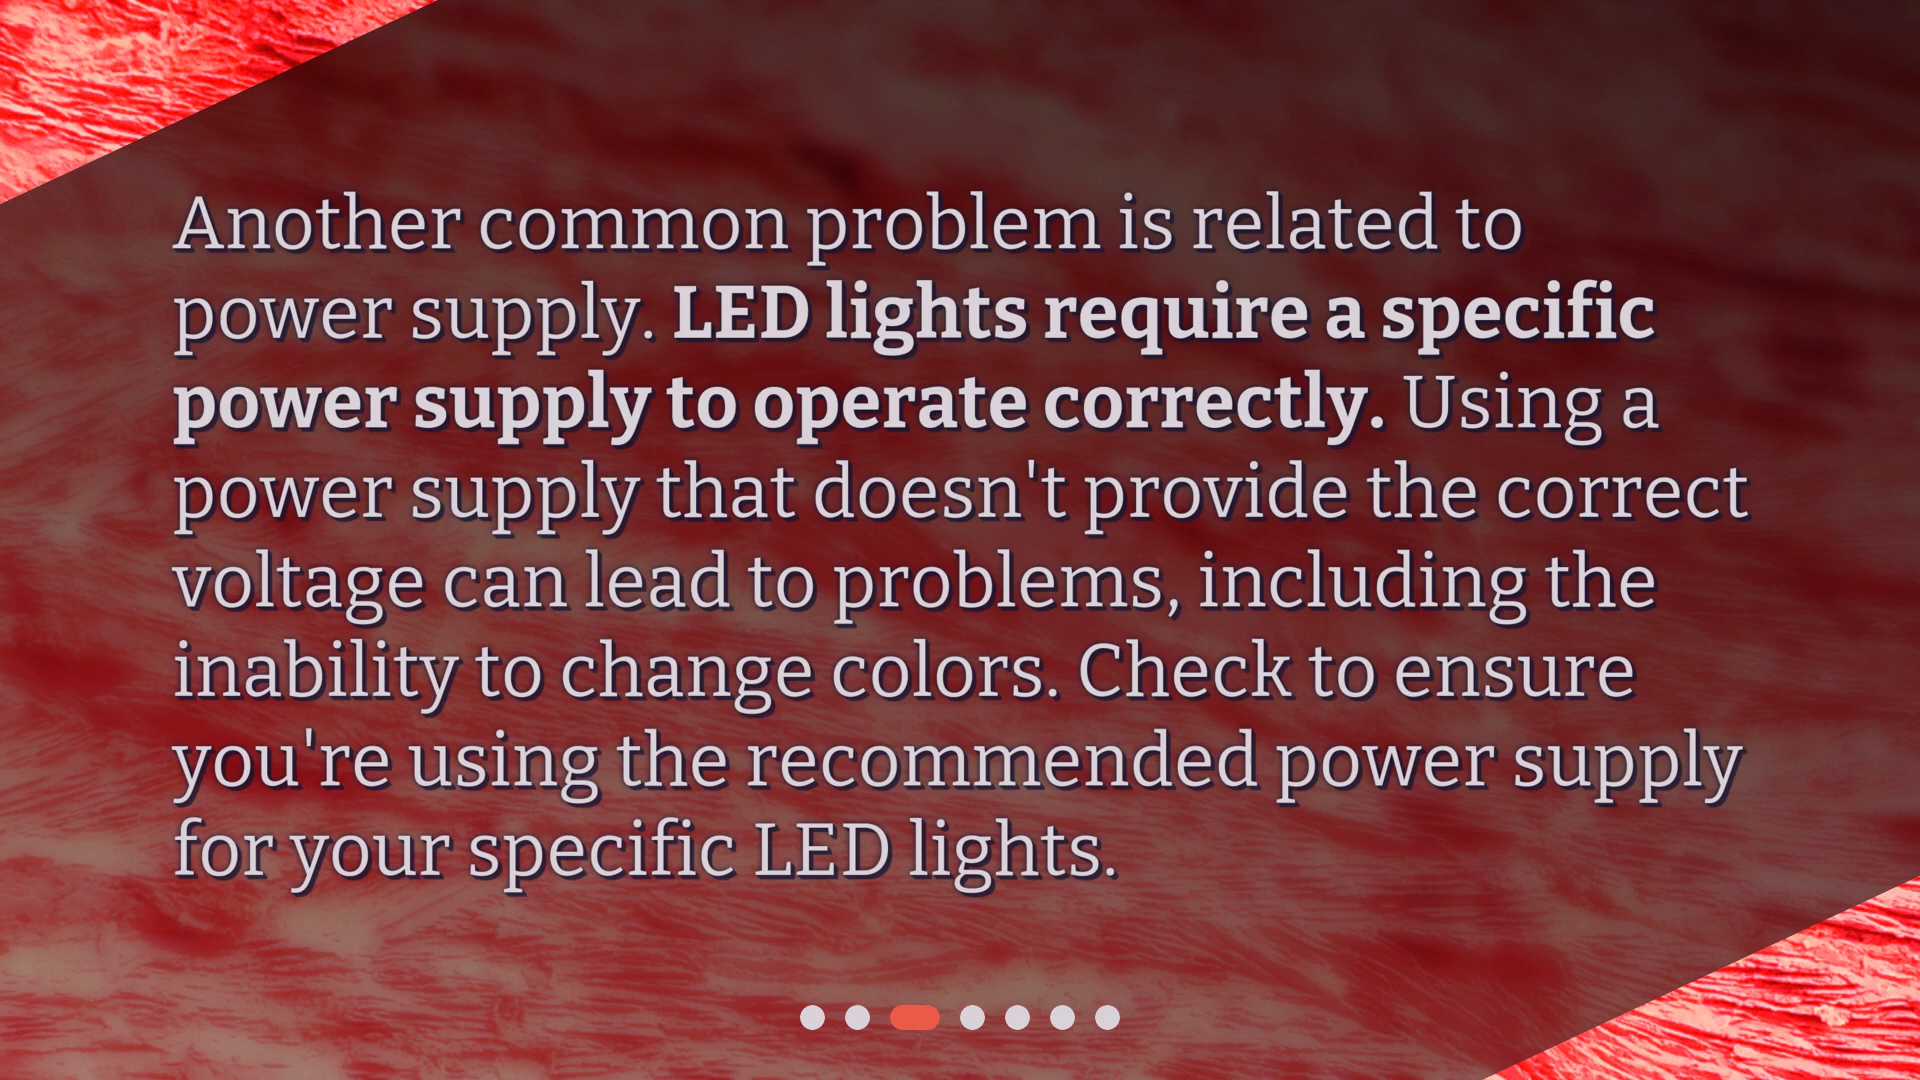 Another common problem is related to
power supply. LED lights require a specific
power supply to operate correctly. Using a
power supply that doesn't provide the correct
voltage can lead to problems, including the
inability to change colors. Check to ensure
you're using the recommended power supply
for your specific LED lights.